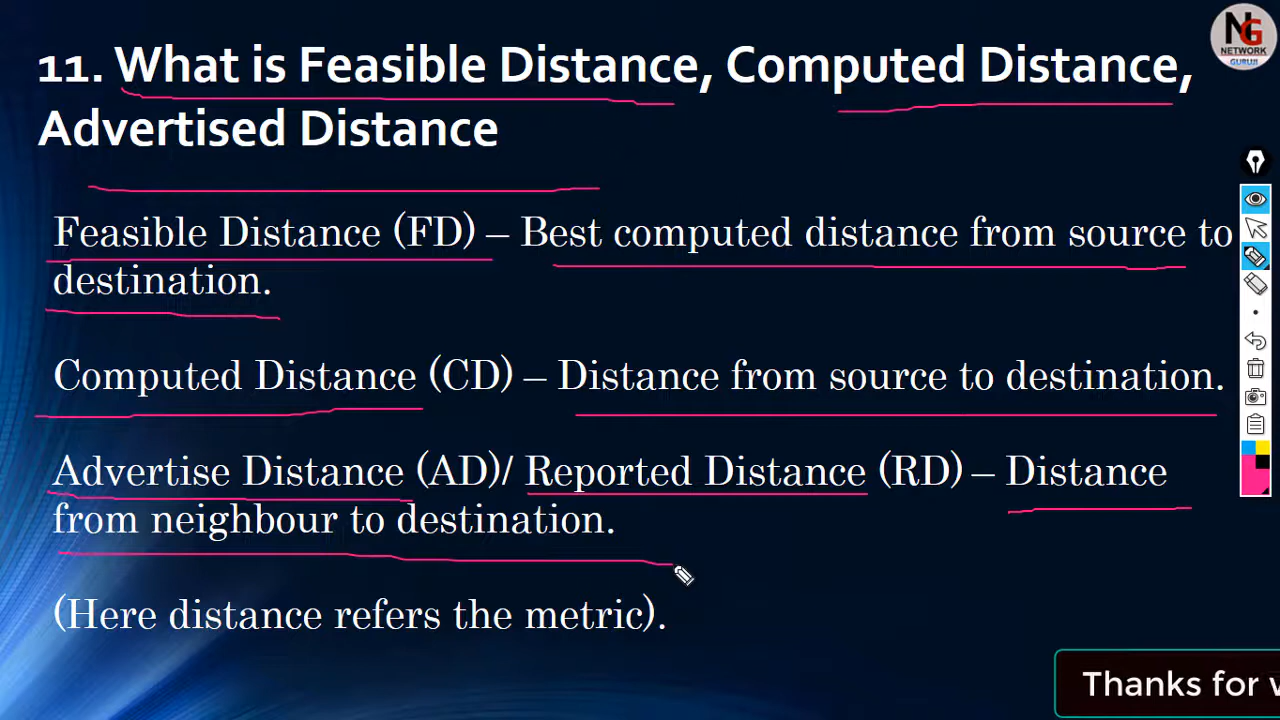 NG
NETWORK
GURUJI
11. What is Feasible Distance, Computed Distance,
Advertised Distance
Feasible Distance (FD) – Best computed distance from source to
destination.
Computed Distance (CD) – Distance from source to destination.
Advertise Distance (AD)/ Reported Distance (RD) – Distance
from neighbour to destination.
(Here distance refers the metric).
Thanks for